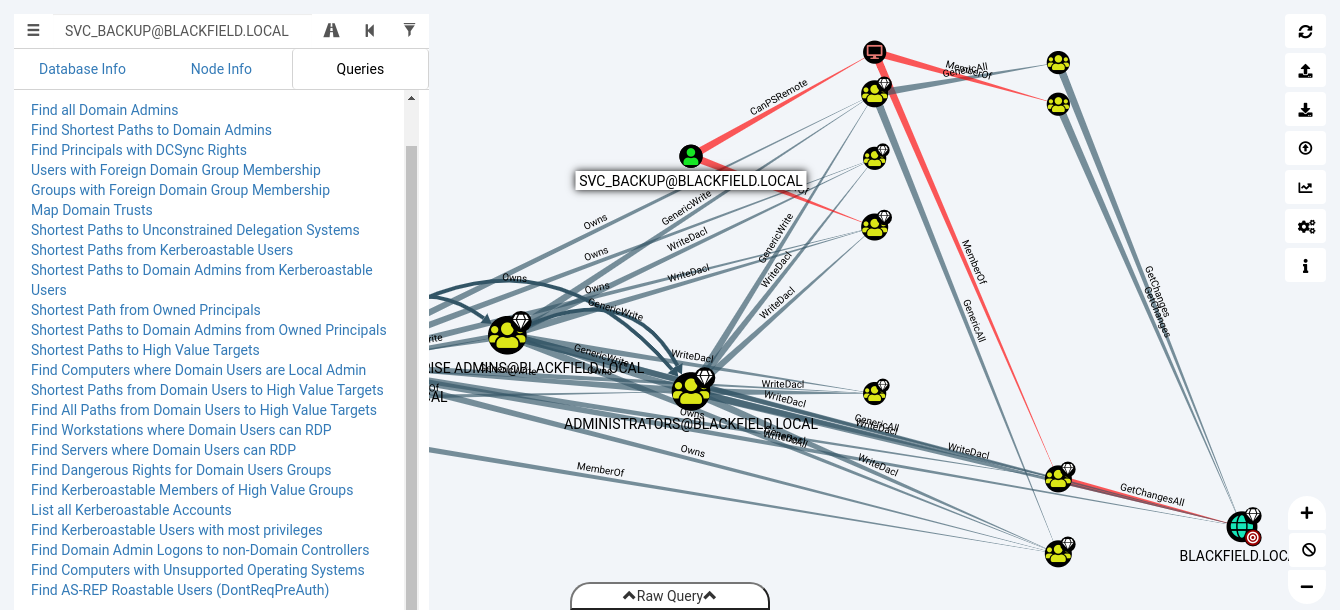 SVC_BACKUP@BLACKFIELD.LOCAL
Database Info
Node Info
Queries
Find all Domain Admins
Find Shortest Paths to Domain Admins
Find Principals with DCSync Rights
Users with Foreign Domain Group Membership
Groups with Foreign Domain Group Membership
Map Domain Trusts
Shortest Paths to Unconstrained Delegation Systems
Shortest Paths from Kerberoastable Users
Shortest Paths to Domain Admins from Kerberoastable
Users
Shortest Path from Owned Principals
Shortest Paths to Domain Admins from Owned Principals
Shortest Paths to High Value Targets
Find Computers where Domain Users are Local Admin
Shortest Paths from Domain Users to High Value Targets
Find All Paths from Domain Users to High Value Targets
Find Workstations where Domain Users can RDP
Find Servers where Domain Users can RDP
Find Dangerous Rights for Domain Users Groups
Find Kerberoastable Members of High Value Groups
List all Kerberoastable Accounts
Find Kerberoastable Users with most privileges
Find Domain Admin Logons to non-Domain Controllers
Find Computers with Unsupported Operating Systems
Find AS-REP Roastable Users (DontReqPreAuth)
CanPSRemote
MemberOf
GenericAll
SVC_BACKUP@BLACKFIELD.LOCAL
Owns
GenericWrite
WriteDacl
Owns
GenericWrite
WriteDacl
MemberOf
GetChanges
GetChanges
Owns
Owns
WriteDacl
WriteDacl
GenericWrite
GenericAll
GenericWrite
WriteDacl
ISE ADMINS@BLACKFIELD.LOCAL
Owns
WriteDacl
WriteDacl
Owns
ADMINISTRATORS@BLACKFIELD.LOCAL
GenericAll
WriteDacl
WriteDacl
Owns
WriteDacl
MemberOf
WriteDacl
GetChangesAll
BLACKFIELD.LOC
Raw Query